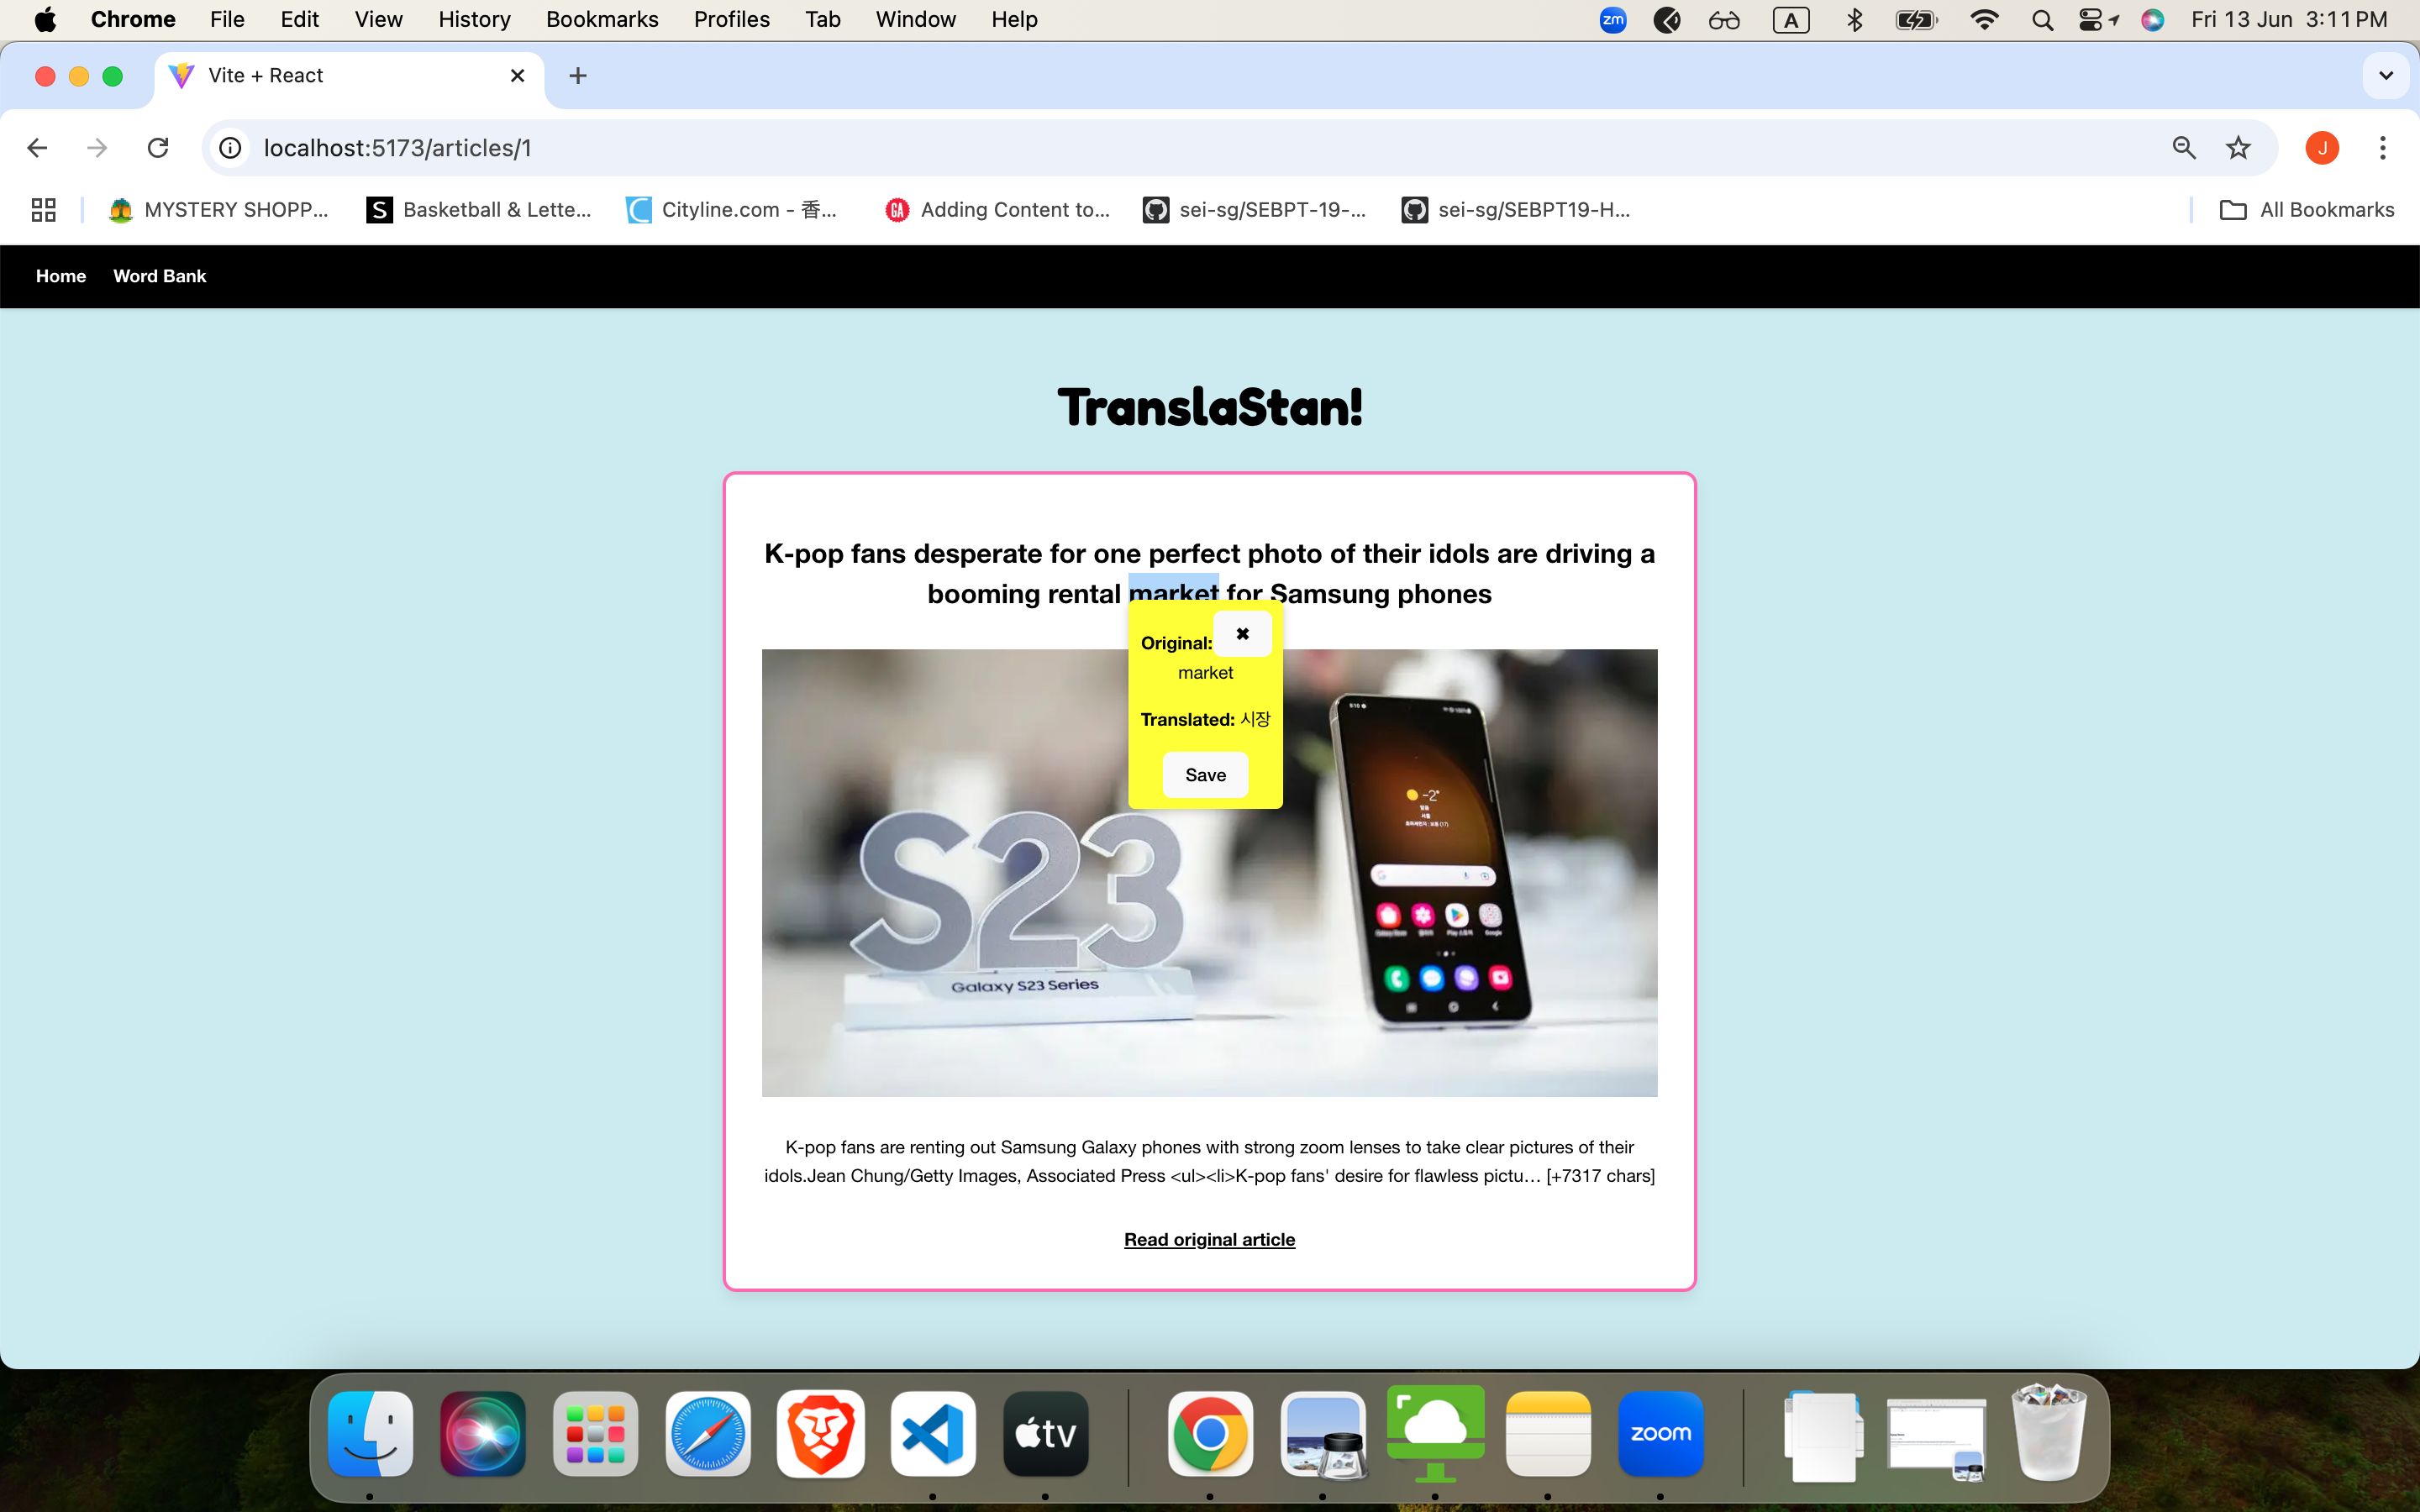 Chrome File Edit View History Bookmarks Profiles Tab Window Help zm A Fri 13 Jun 3:11 PM
Vite + React
localhost:5173/articles/1 J
MYSTERY SHOPP... S Basketball & Lette... Cityline.com - 香... GA Adding Content to... sei-sg/SEBPT-19-... sei-sg/SEBPT19-H... All Bookmarks
Home Word Bank
TranslaStan!
K-pop fans desperate for one perfect photo of their idols are driving a
booming rental market for Samsung phones
Original: ✖
market
Translated: 시장
Save
S23
Galaxy S23 Series
-2°
Google
K-pop fans are renting out Samsung Galaxy phones with strong zoom lenses to take clear pictures of their
idols.Jean Chung/Getty Images, Associated Press <ul><li>K-pop fans' desire for flawless pictu… [+7317 chars]
Read original article
tv zoom